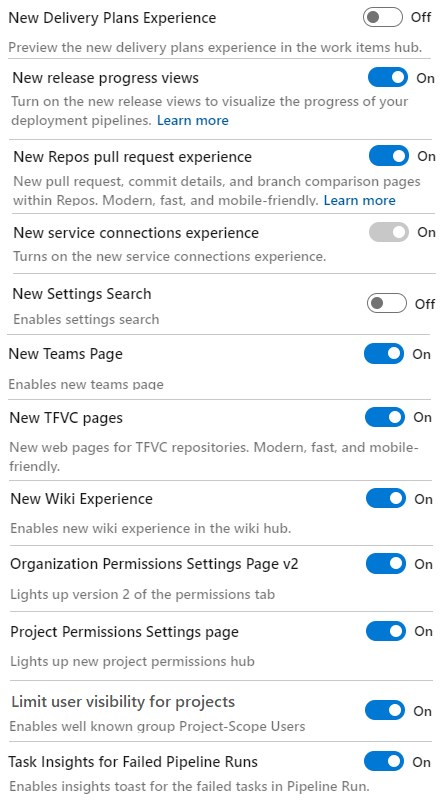 New Delivery Plans Experience Off
Preview the new delivery plans experience in the work items hub.
New release progress views On
Turn on the new release views to visualize the progress of your
deployment pipelines. Learn more
New Repos pull request experience On
New pull request, commit details, and branch comparison pages
within Repos. Modern, fast, and mobile-friendly. Learn more
New service connections experience On
Turns on the new service connections experience.
New Settings Search Off
Enables settings search
New Teams Page On
Enables new teams page
New TFVC pages On
New web pages for TFVC repositories. Modern, fast, and mobile-
friendly.
New Wiki Experience On
Enables new wiki experience in the wiki hub.
Organization Permissions Settings Page v2 On
Lights up version 2 of the permissions tab
Project Permissions Settings page On
Lights up new project permissions hub
Limit user visibility for projects On
Enables well known group Project-Scope Users
Task Insights for Failed Pipeline Runs On
Enables insights toast for the failed tasks in Pipeline Run.